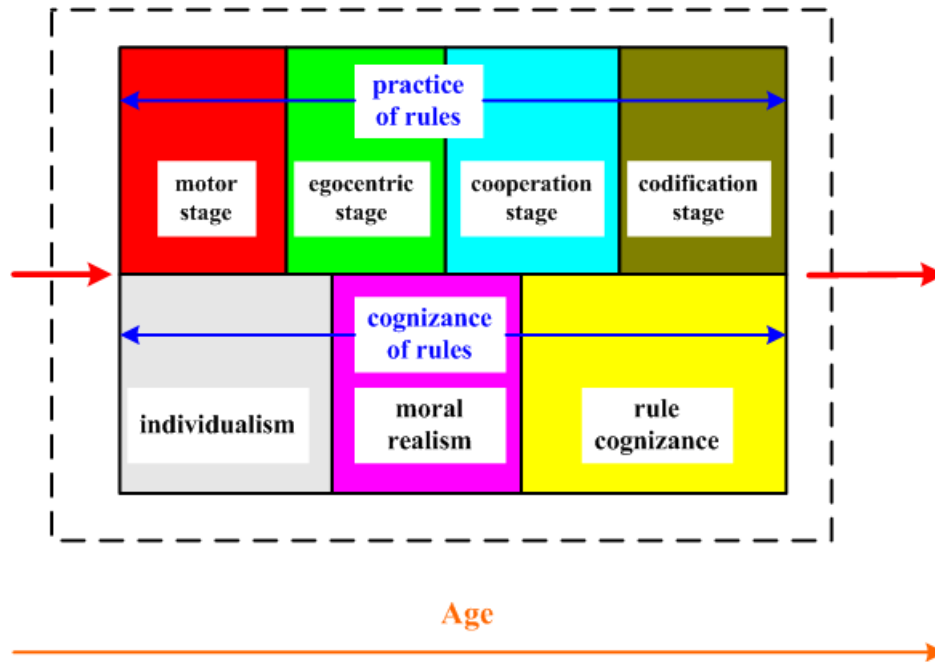 practice
of rules
motor
stage
egocentric
stage
cooperation
stage
codification
stage
cognizance
of rules
individualism
moral
realism
rule
cognizance
Age